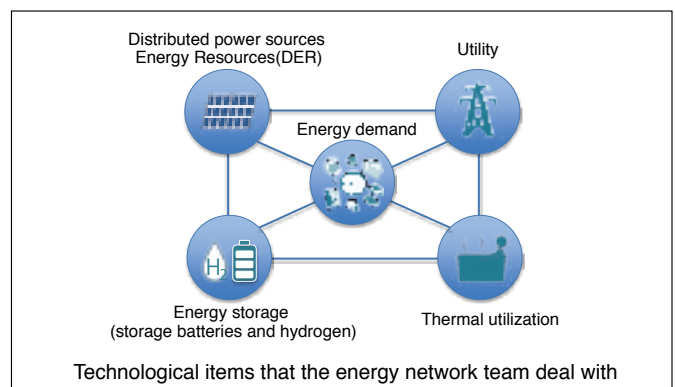 Distributed power sources
Energy Resources(DER)
Utility
Energy demand
H2
Energy storage
(storage batteries and hydrogen)
Thermal utilization
Technological items that the energy network team deal with